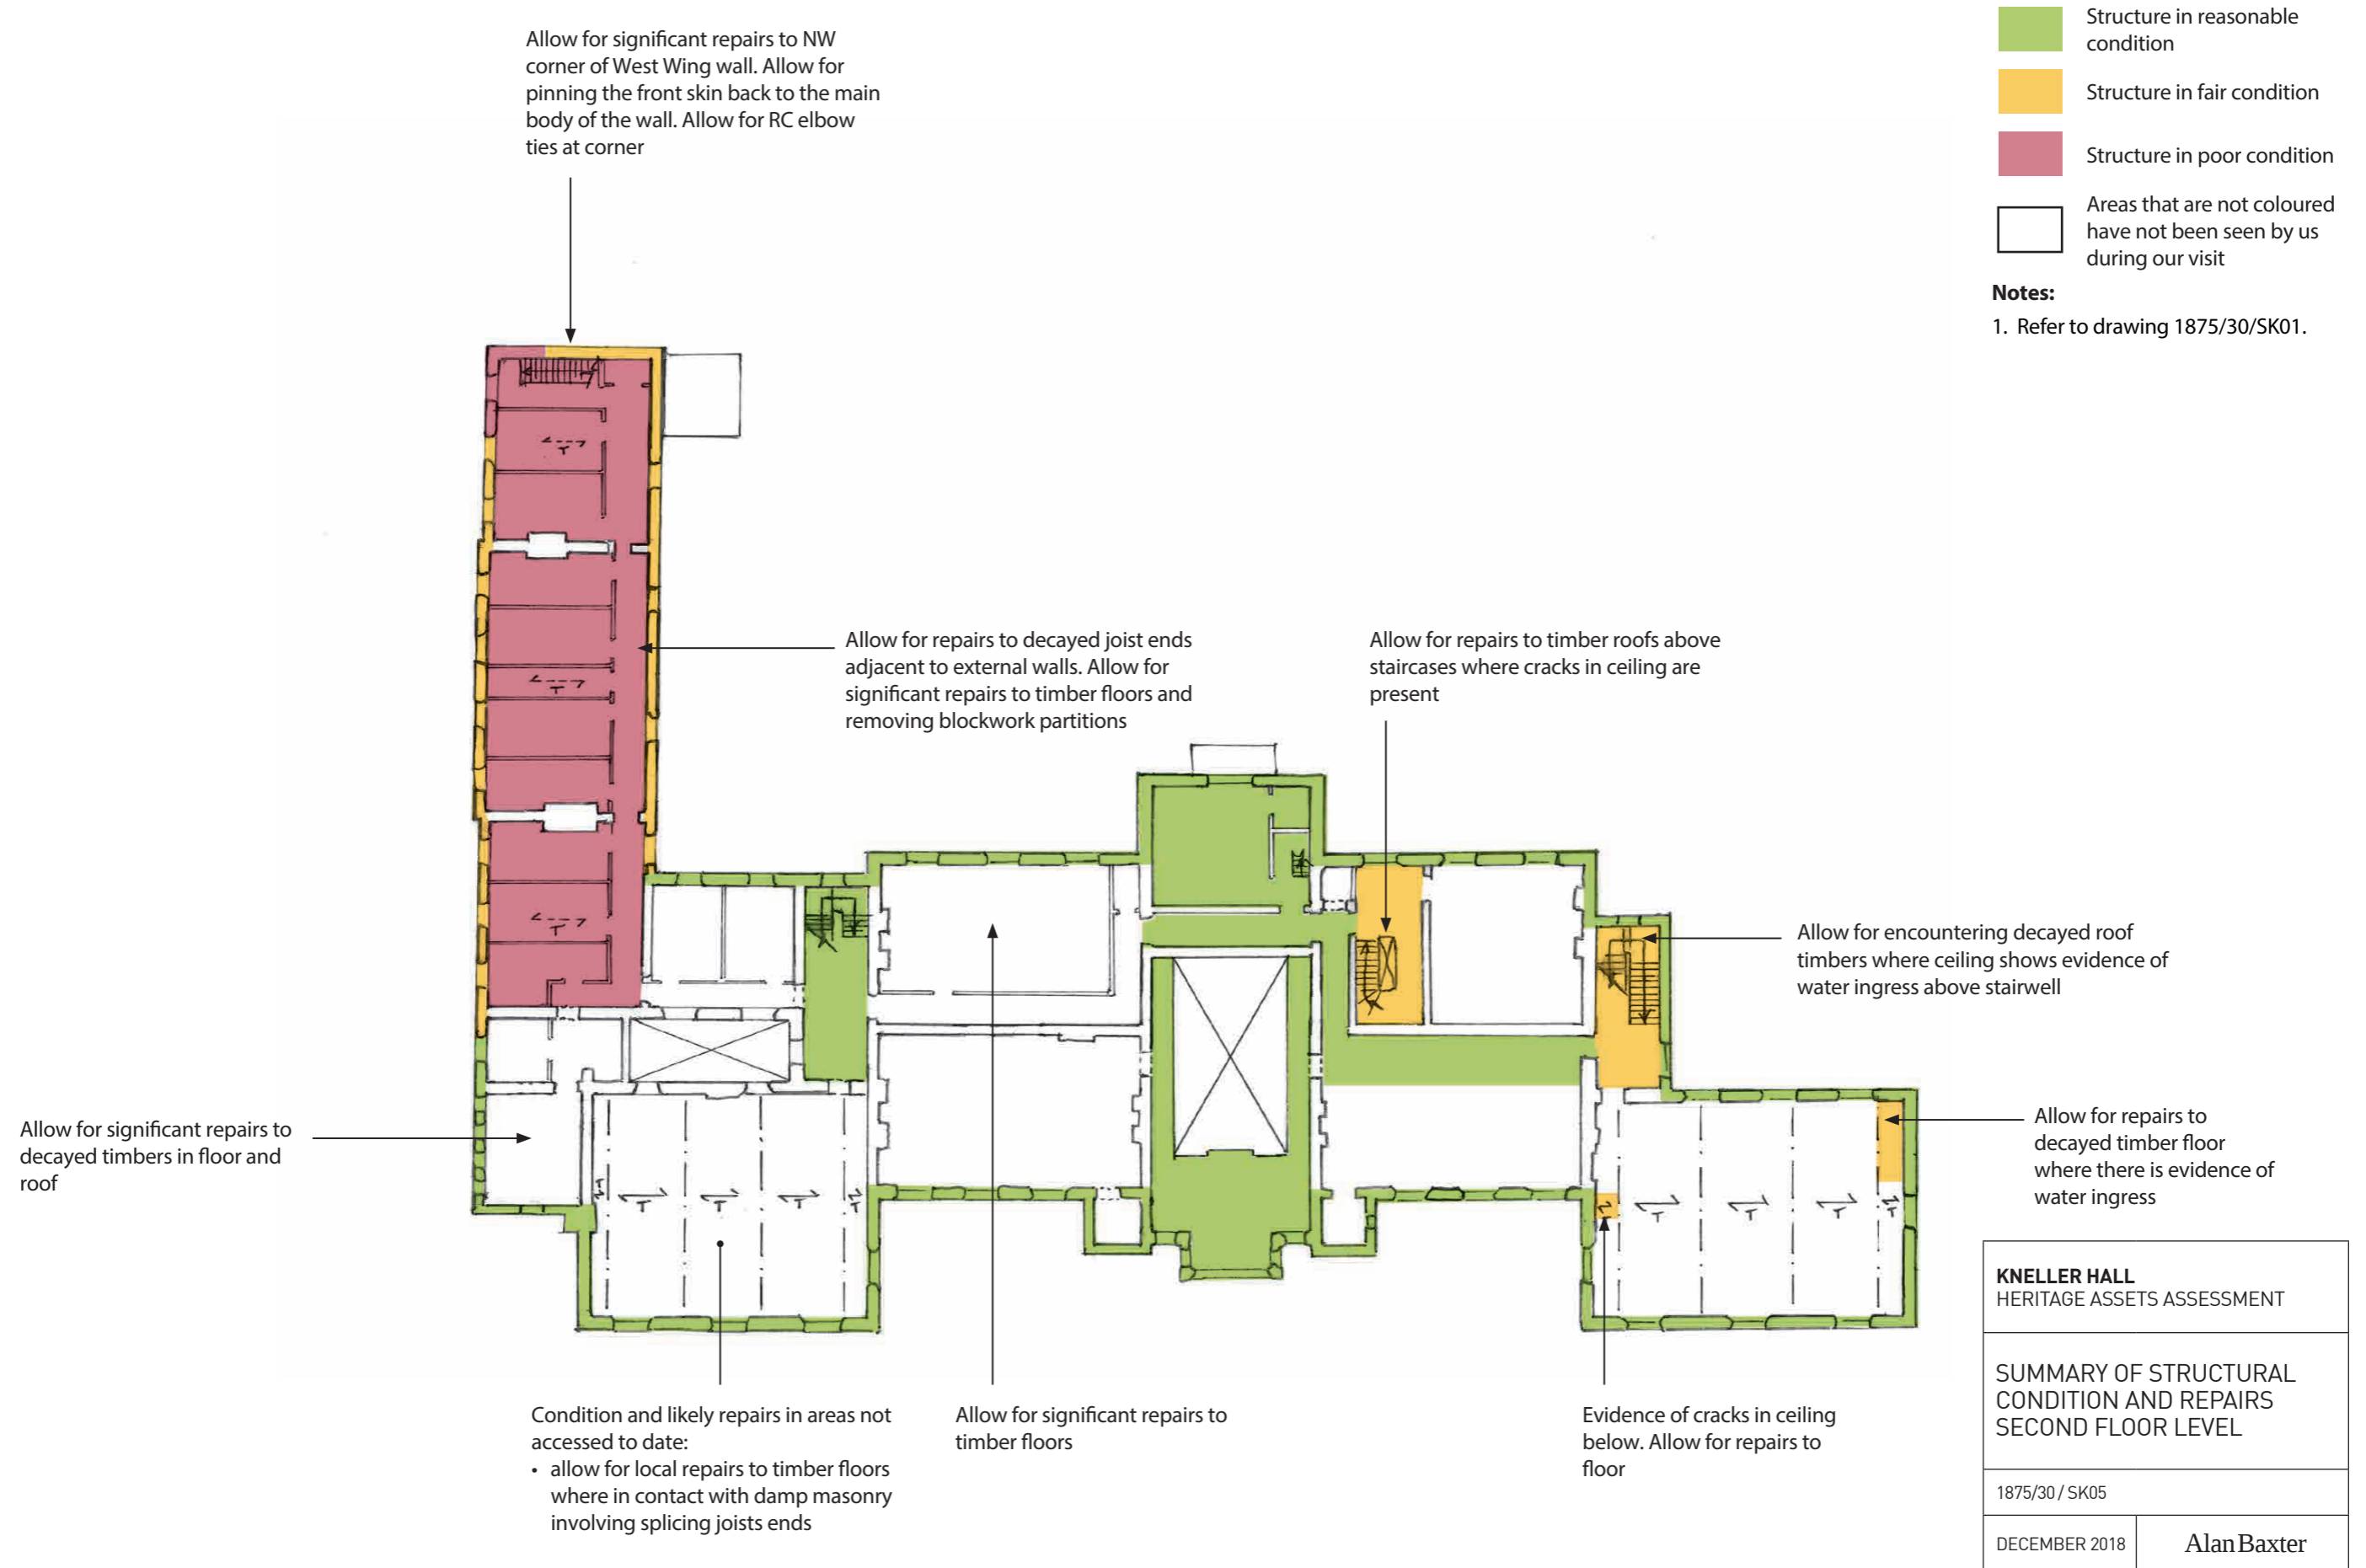 Structure in reasonable
condition
Structure in fair condition
Structure in poor condition
Areas that are not coloured
have not been seen by us
during our visit
Notes:
1. Refer to drawing 1875/30/SK01.
Allow for significant repairs to NW
corner of West Wing wall. Allow for
pinning the front skin back to the main
body of the wall. Allow for RC elbow
ties at corner
Allow for repairs to decayed joist ends
adjacent to external walls. Allow for
significant repairs to timber floors and
removing blockwork partitions
Allow for repairs to timber roofs above
staircases where cracks in ceiling are
present
Allow for encountering decayed roof
timbers where ceiling shows evidence of
water ingress above stairwell
Allow for significant repairs to
decayed timbers in floor and
roof
Allow for repairs to
decayed timber floor
where there is evidence of
water ingress
T
T
T
T
T
T
T
T
T
T
T
T
Condition and likely repairs in areas not
accessed to date:
• allow for local repairs to timber floors
where in contact with damp masonry
involving splicing joists ends
Allow for significant repairs to
timber floors
Evidence of cracks in ceiling
below. Allow for repairs to
floor
KNELLER HALL
HERITAGE ASSETS ASSESSMENT
SUMMARY OF STRUCTURAL
CONDITION AND REPAIRS
SECOND FLOOR LEVEL
1875/30 / SK05
DECEMBER 2018
Alan Baxter